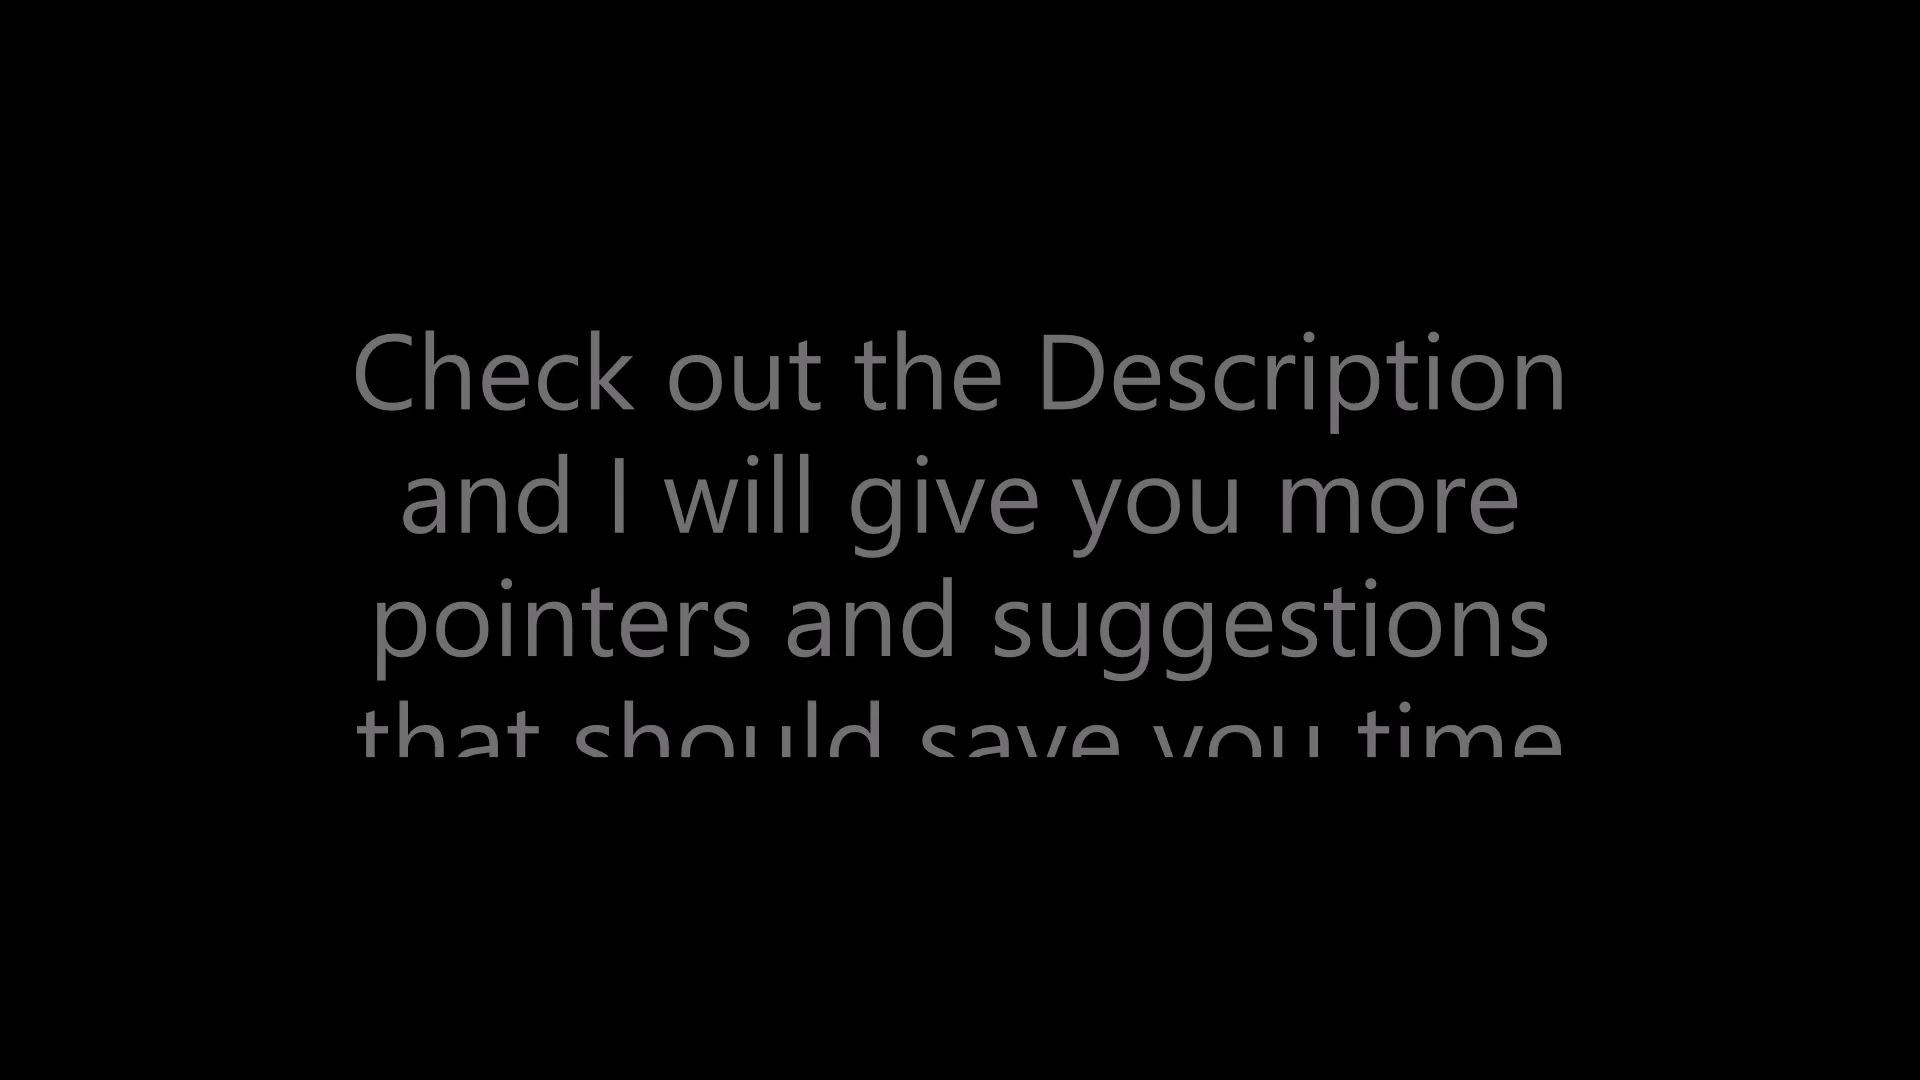 Check out the Description
and I will give you more
pointers and suggestions
that should save you time